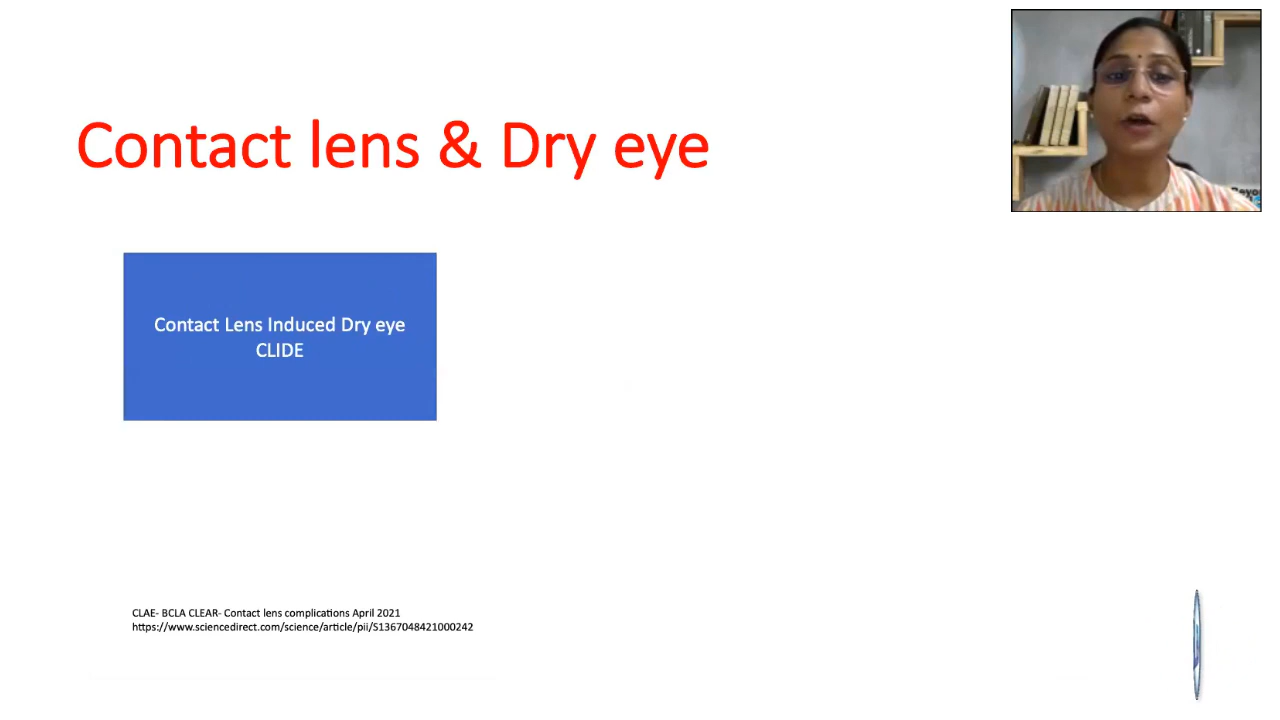 Contact lens & Dry eye
Contact Lens Induced Dry eye
CLIDE
CLAE- BCLA CLEAR- Contact lens complications April 2021
https://www.sciencedirect.com/science/article/pii/S1367048421000242